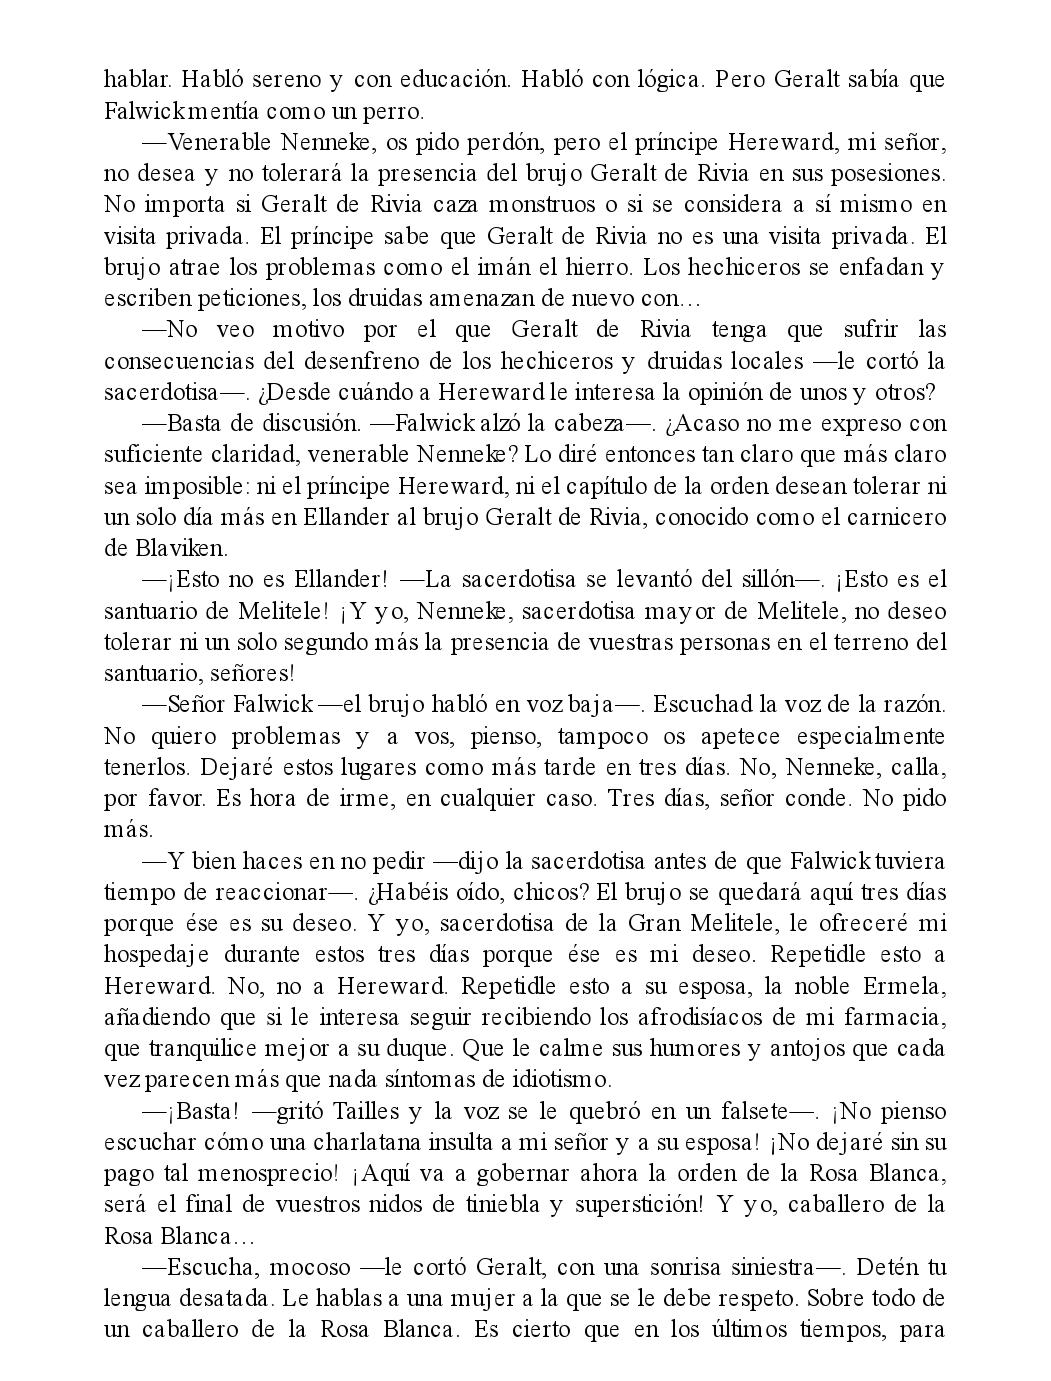 hablar. Habló sereno y con educación. Habló con lógica. Pero Geralt sabía que
Falwick mentía como un perro.
—Venerable Nenneke, os pido perdón, pero el príncipe Hereward, mi señor,
no desea y no tolerará la presencia del brujo Geralt de Rivia en sus posesiones.
No importa si Geralt de Rivia caza monstruos o si se considera a sí mismo en
visita privada. El príncipe sabe que Geralt de Rivia no es una visita privada. El
brujo atrae los problemas como el imán el hierro. Los hechiceros se enfadan y
escriben peticiones, los druidas amenazan de nuevo con…
—No veo motivo por el que Geralt de Rivia tenga que sufrir las
consecuencias del desenfreno de los hechiceros y druidas locales —le cortó la
sacerdotisa—. ¿Desde cuándo a Hereward le interesa la opinión de unos y otros?
—Basta de discusión. —Falwick alzó la cabeza—. ¿Acaso no me expreso con
suficiente claridad, venerable Nenneke? Lo diré entonces tan claro que más claro
sea imposible: ni el príncipe Hereward, ni el capítulo de la orden desean tolerar ni
un solo día más en Ellander al brujo Geralt de Rivia, conocido como el carnicero
de Blaviken.
—¡Esto no es Ellander! —La sacerdotisa se levantó del sillón—. ¡Esto es el
santuario de Melitele! ¡Y yo, Nenneke, sacerdotisa mayor de Melitele, no deseo
tolerar ni un solo segundo más la presencia de vuestras personas en el terreno del
santuario, señores!
—Señor Falwick —el brujo habló en voz baja—. Escuchad la voz de la razón.
No quiero problemas y a vos, pienso, tampoco os apetece especialmente
tenerlos. Dejaré estos lugares como más tarde en tres días. No, Nenneke, calla,
por favor. Es hora de irme, en cualquier caso. Tres días, señor conde. No pido
más.
—Y bien haces en no pedir —dijo la sacerdotisa antes de que Falwick tuviera
tiempo de reaccionar—. ¿Habéis oído, chicos? El brujo se quedará aquí tres días
porque ése es su deseo. Y yo, sacerdotisa de la Gran Melitele, le ofreceré mi
hospedaje durante estos tres días porque ése es mi deseo. Repetidle esto a
Hereward. No, no a Hereward. Repetidle esto a su esposa, la noble Ermela,
añadiendo que si le interesa seguir recibiendo los afrodisíacos de mi farmacia,
que tranquilice mejor a su duque. Que le calme sus humores y antojos que cada
vez parecen más que nada síntomas de idiotismo.
—¡Basta! —gritó Tailles y la voz se le quebró en un falsete—. ¡No pienso
escuchar cómo una charlatana insulta a mi señor y a su esposa! ¡No dejaré sin su
pago tal menosprecio! ¡Aquí va a gobernar ahora la orden de la Rosa Blanca,
será el final de vuestros nidos de tiniebla y superstición! Y yo, caballero de la
Rosa Blanca…
—Escucha, mocoso —le cortó Geralt, con una sonrisa siniestra—. Detén tu
lengua desatada. Le hablas a una mujer a la que se le debe respeto. Sobre todo de
un caballero de la Rosa Blanca. Es cierto que en los últimos tiempos, para